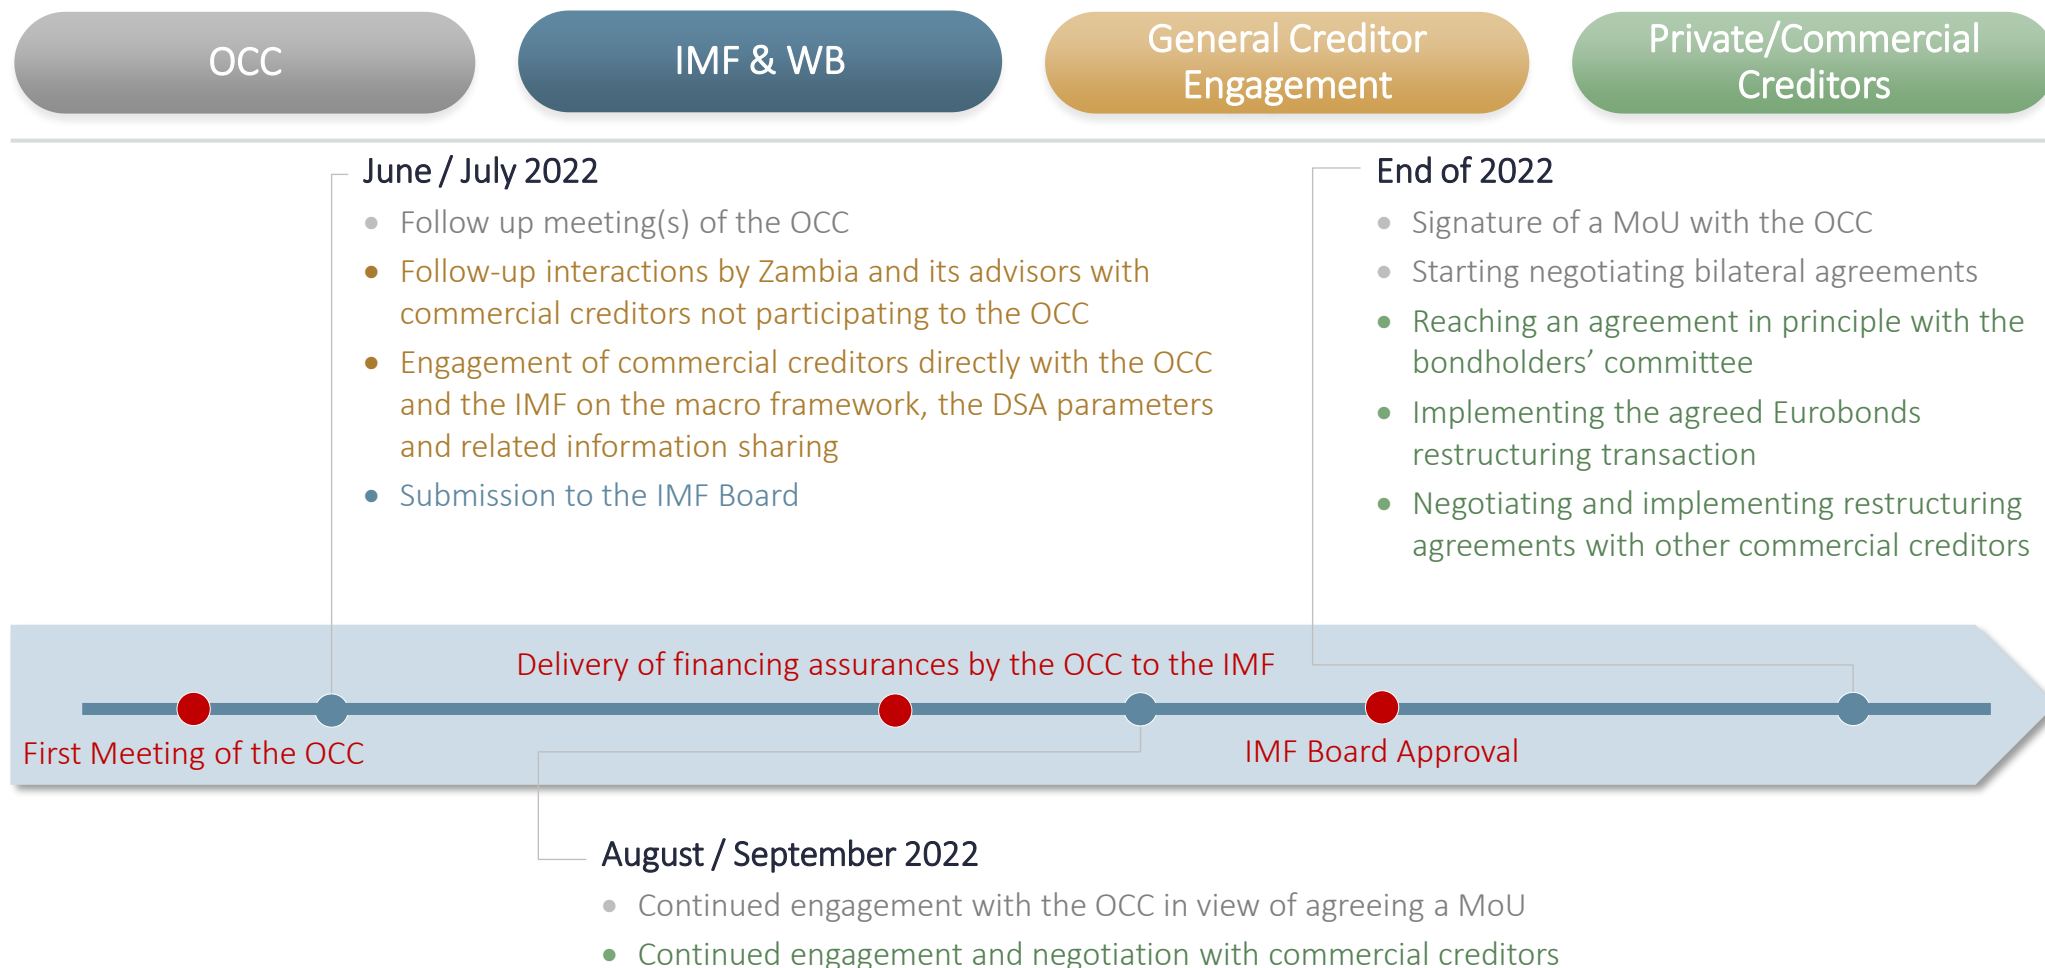 OCC
IMF & WB
General Creditor
Engagement
Private/Commercial
Creditors
June / July 2022
Follow up meeting(s) of the OCC
Follow-up interactions by Zambia and its advisors with
commercial creditors not participating to the OCC
Engagement of commercial creditors directly with the OCC
and the IMF on the macro framework, the DSA parameters
and related information sharing
Submission to the IMF Board
End of 2022
Signature of a MoU with the OCC
Starting negotiating bilateral agreements
Reaching an agreement in principle with the
bondholders’ committee
Implementing the agreed Eurobonds
restructuring transaction
Negotiating and implementing restructuring
agreements with other commercial creditors
Delivery of financing assurances by the OCC to the IMF
First Meeting of the OCC
IMF Board Approval
August / September 2022
Continued engagement with the OCC in view of agreeing a MoU
Continued engagement and negotiation with commercial creditors